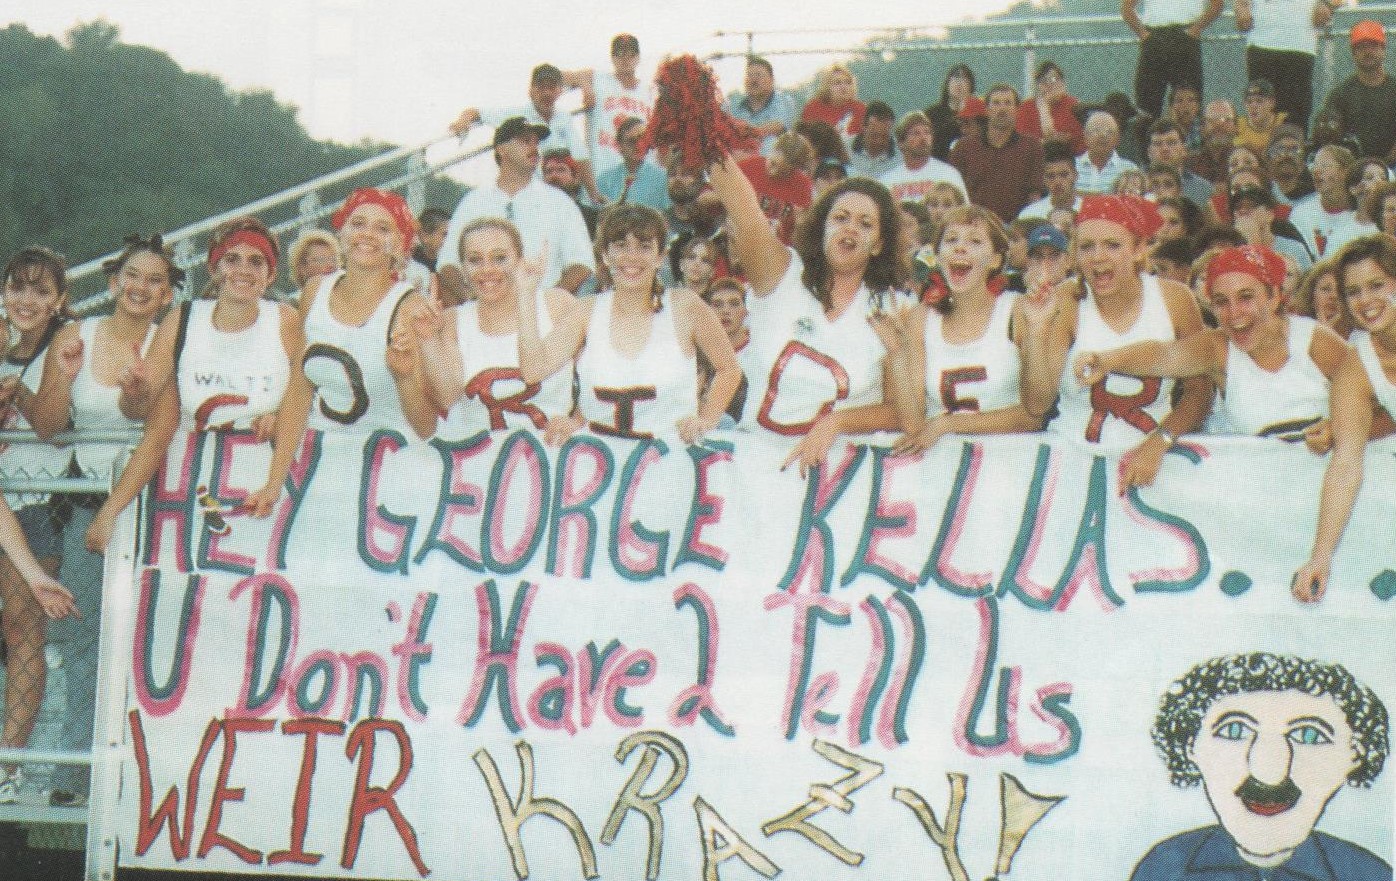 WALTZ
G O R I D E R
HEY GEORGE KELLAS...
U Don't Have 2 Tell Us
WEIR KRAZY!